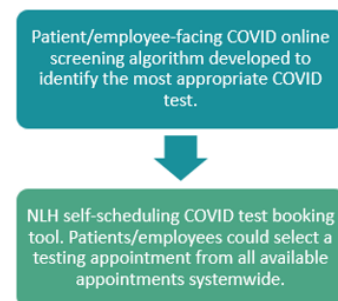 Patient/employee-facing COVID online
screening algorithm developed to
identify the most appropriate COVID
test.
NLH self-scheduling COVID test booking
tool. Patients/employees could select a
testing appointment from all available
appointments systemwide.